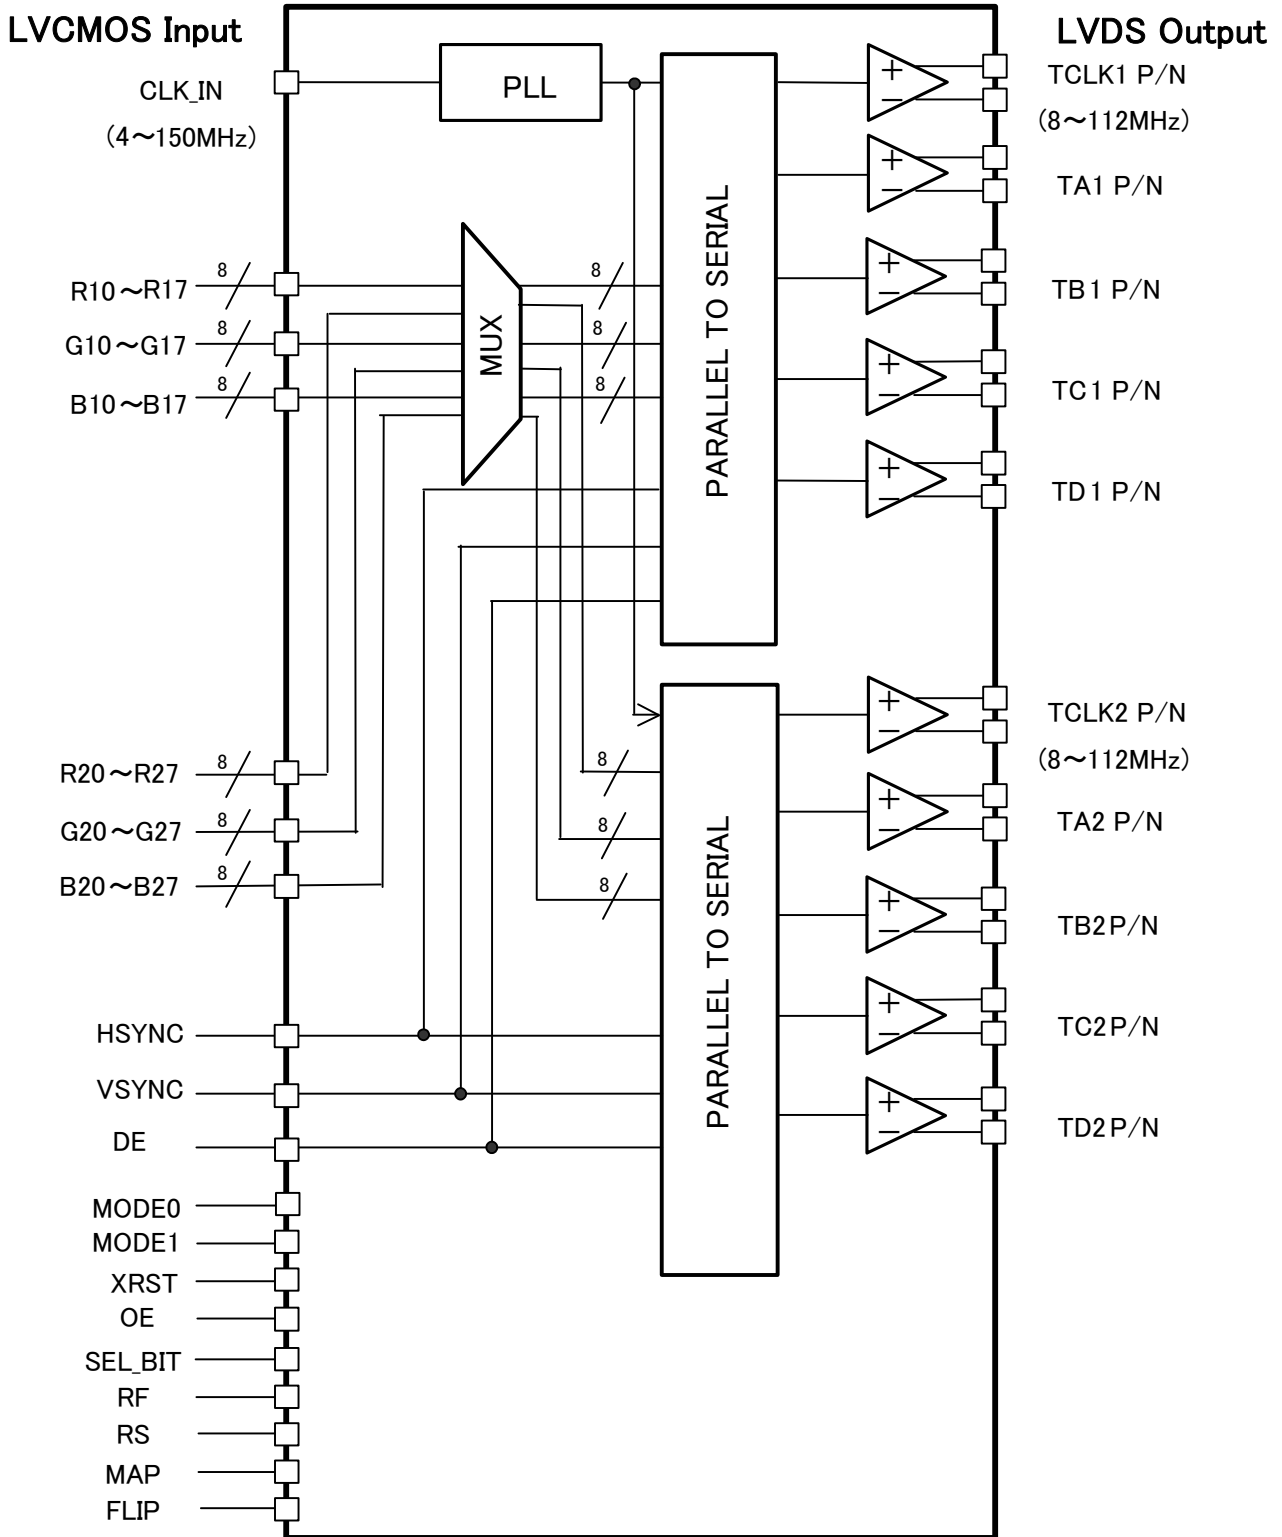 LVCMOS Input
LVDS Output
CLK_IN
(4～150MHz)
PLL
+
−
TCLK1 P/N
(8～112MHz)
+
−
TA1 P/N
R10～R17
8
8
+
−
TB1 P/N
G10～G17
8
8
MUX
PARALLEL TO SERIAL
B10～B17
8
8
+
−
TC1 P/N
+
−
TD1 P/N
+
−
TCLK2 P/N
(8～112MHz)
R20～R27
8
8
+
−
TA2 P/N
G20～G27
8
8
B20～B27
8
8
+
−
TB2P/N
PARALLEL TO SERIAL
HSYNC
+
−
TC2P/N
VSYNC
DE
+
−
TD2P/N
MODE0
MODE1
XRST
OE
SEL_BIT
RF
RS
MAP
FLIP